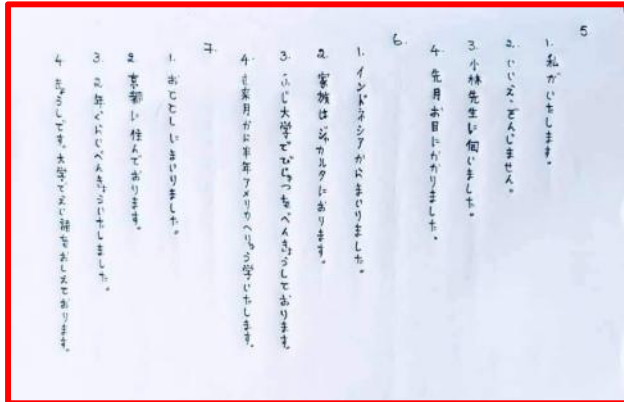 5
1. 私がいたします。
2. いいえ、ぞんじません。
3. 小林先生に伺いました。
4. 先月お目にかかりました。
6.
1. インドネシアからまいりました。
2. 家族はジャカルタにおります。
3. ふじ大学でびじゅつをべんきょうしております。
4. 来月から半年アメリカへりゅう学いたします。
7.
1. おととしにまいりました。
2. 京都に住んでおります。
3. 2年ぐらいべんきょういたしました。
4. きょうしです。大学でえい語をおしえております。